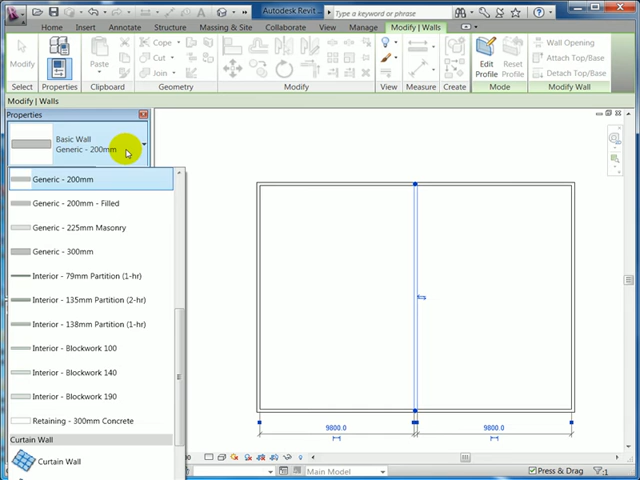 Autodesk Revit ...
Type a keyword or phrase
Home Insert Annotate Structure Massing & Site Collaborate View Manage Modify | Walls
Modify Properties Paste Cope Cut Join Edit Profile Reset Profile Wall Opening Attach Top/Base Detach Top/Base
Select Properties Clipboard Geometry Modify View Measure Create Mode Modify Wall
Modify | Walls
Properties
Basic Wall
Generic - 200mm
Generic - 200mm
Generic - 200mm - Filled
Generic - 225mm Masonry
Generic - 300mm
Interior - 79mm Partition (1-hr)
Interior - 135mm Partition (2-hr)
Interior - 138mm Partition (1-hr)
Interior - Blockwork 100
Interior - Blockwork 140
Interior - Blockwork 190
Retaining - 300mm Concrete
Curtain Wall
Curtain Wall
9800.0 9800.0
Main Model
Press & Drag
:1